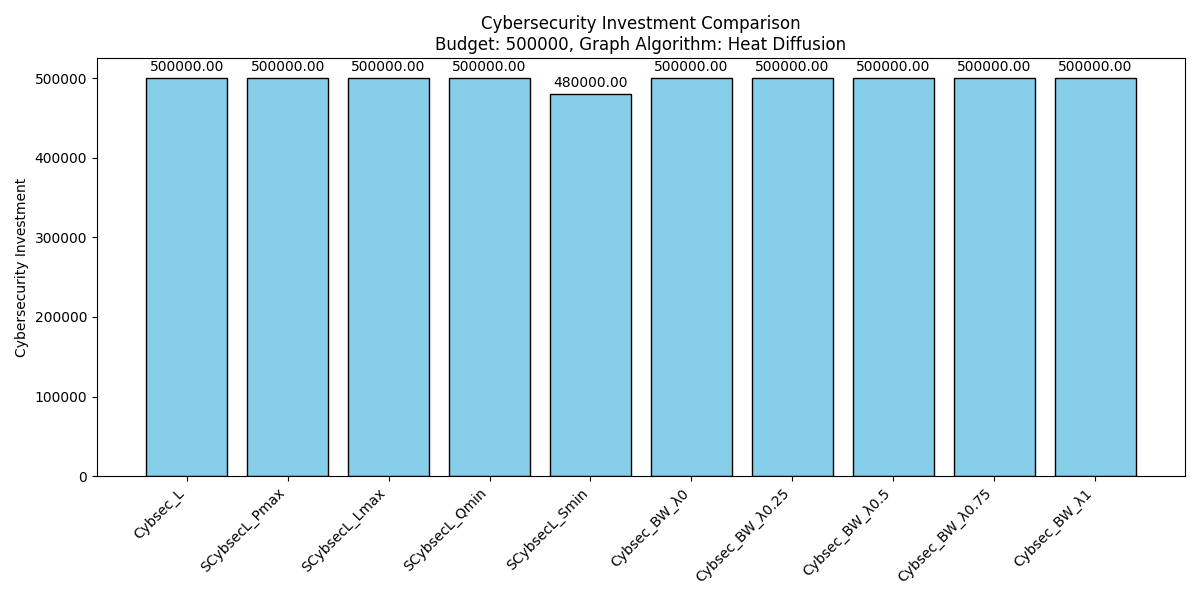 Cybersecurity Investment Comparison
Budget: 500000, Graph Algorithm: Heat Diffusion
500000.00 500000.00 500000.00 500000.00 480000.00 500000.00 500000.00 500000.00 500000.00 500000.00
Cybersecurity Investment
500000
400000
300000
200000
100000
0
Cybsec_L
SCybsecL_Pmax
SCybsecL_Lmax
SCybsecL_Qmin
SCybsecL_Smin
Cybsec_BW_λ0
Cybsec_BW_λ0.25
Cybsec_BW_λ0.5
Cybsec_BW_λ0.75
Cybsec_BW_λ1